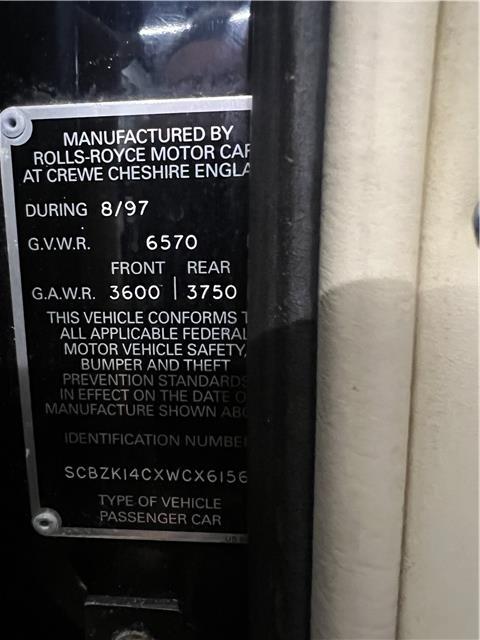 MANUFACTURED BY
ROLLS-ROYCE MOTOR CAR
AT CREWE CHESHIRE ENGLA
DURING 8/97
G.V.W.R. 6570
FRONT REAR
G.A.W.R. 3600 | 3750
THIS VEHICLE CONFORMS T
ALL APPLICABLE FEDERAL
MOTOR VEHICLE SAFETY,
BUMPER AND THEFT
PREVENTION STANDARDS
IN EFFECT ON THE DATE O
MANUFACTURE SHOWN ABO
IDENTIFICATION NUMBE
SCBZK14CXWCX6156
TYPE OF VEHICLE
PASSENGER CAR